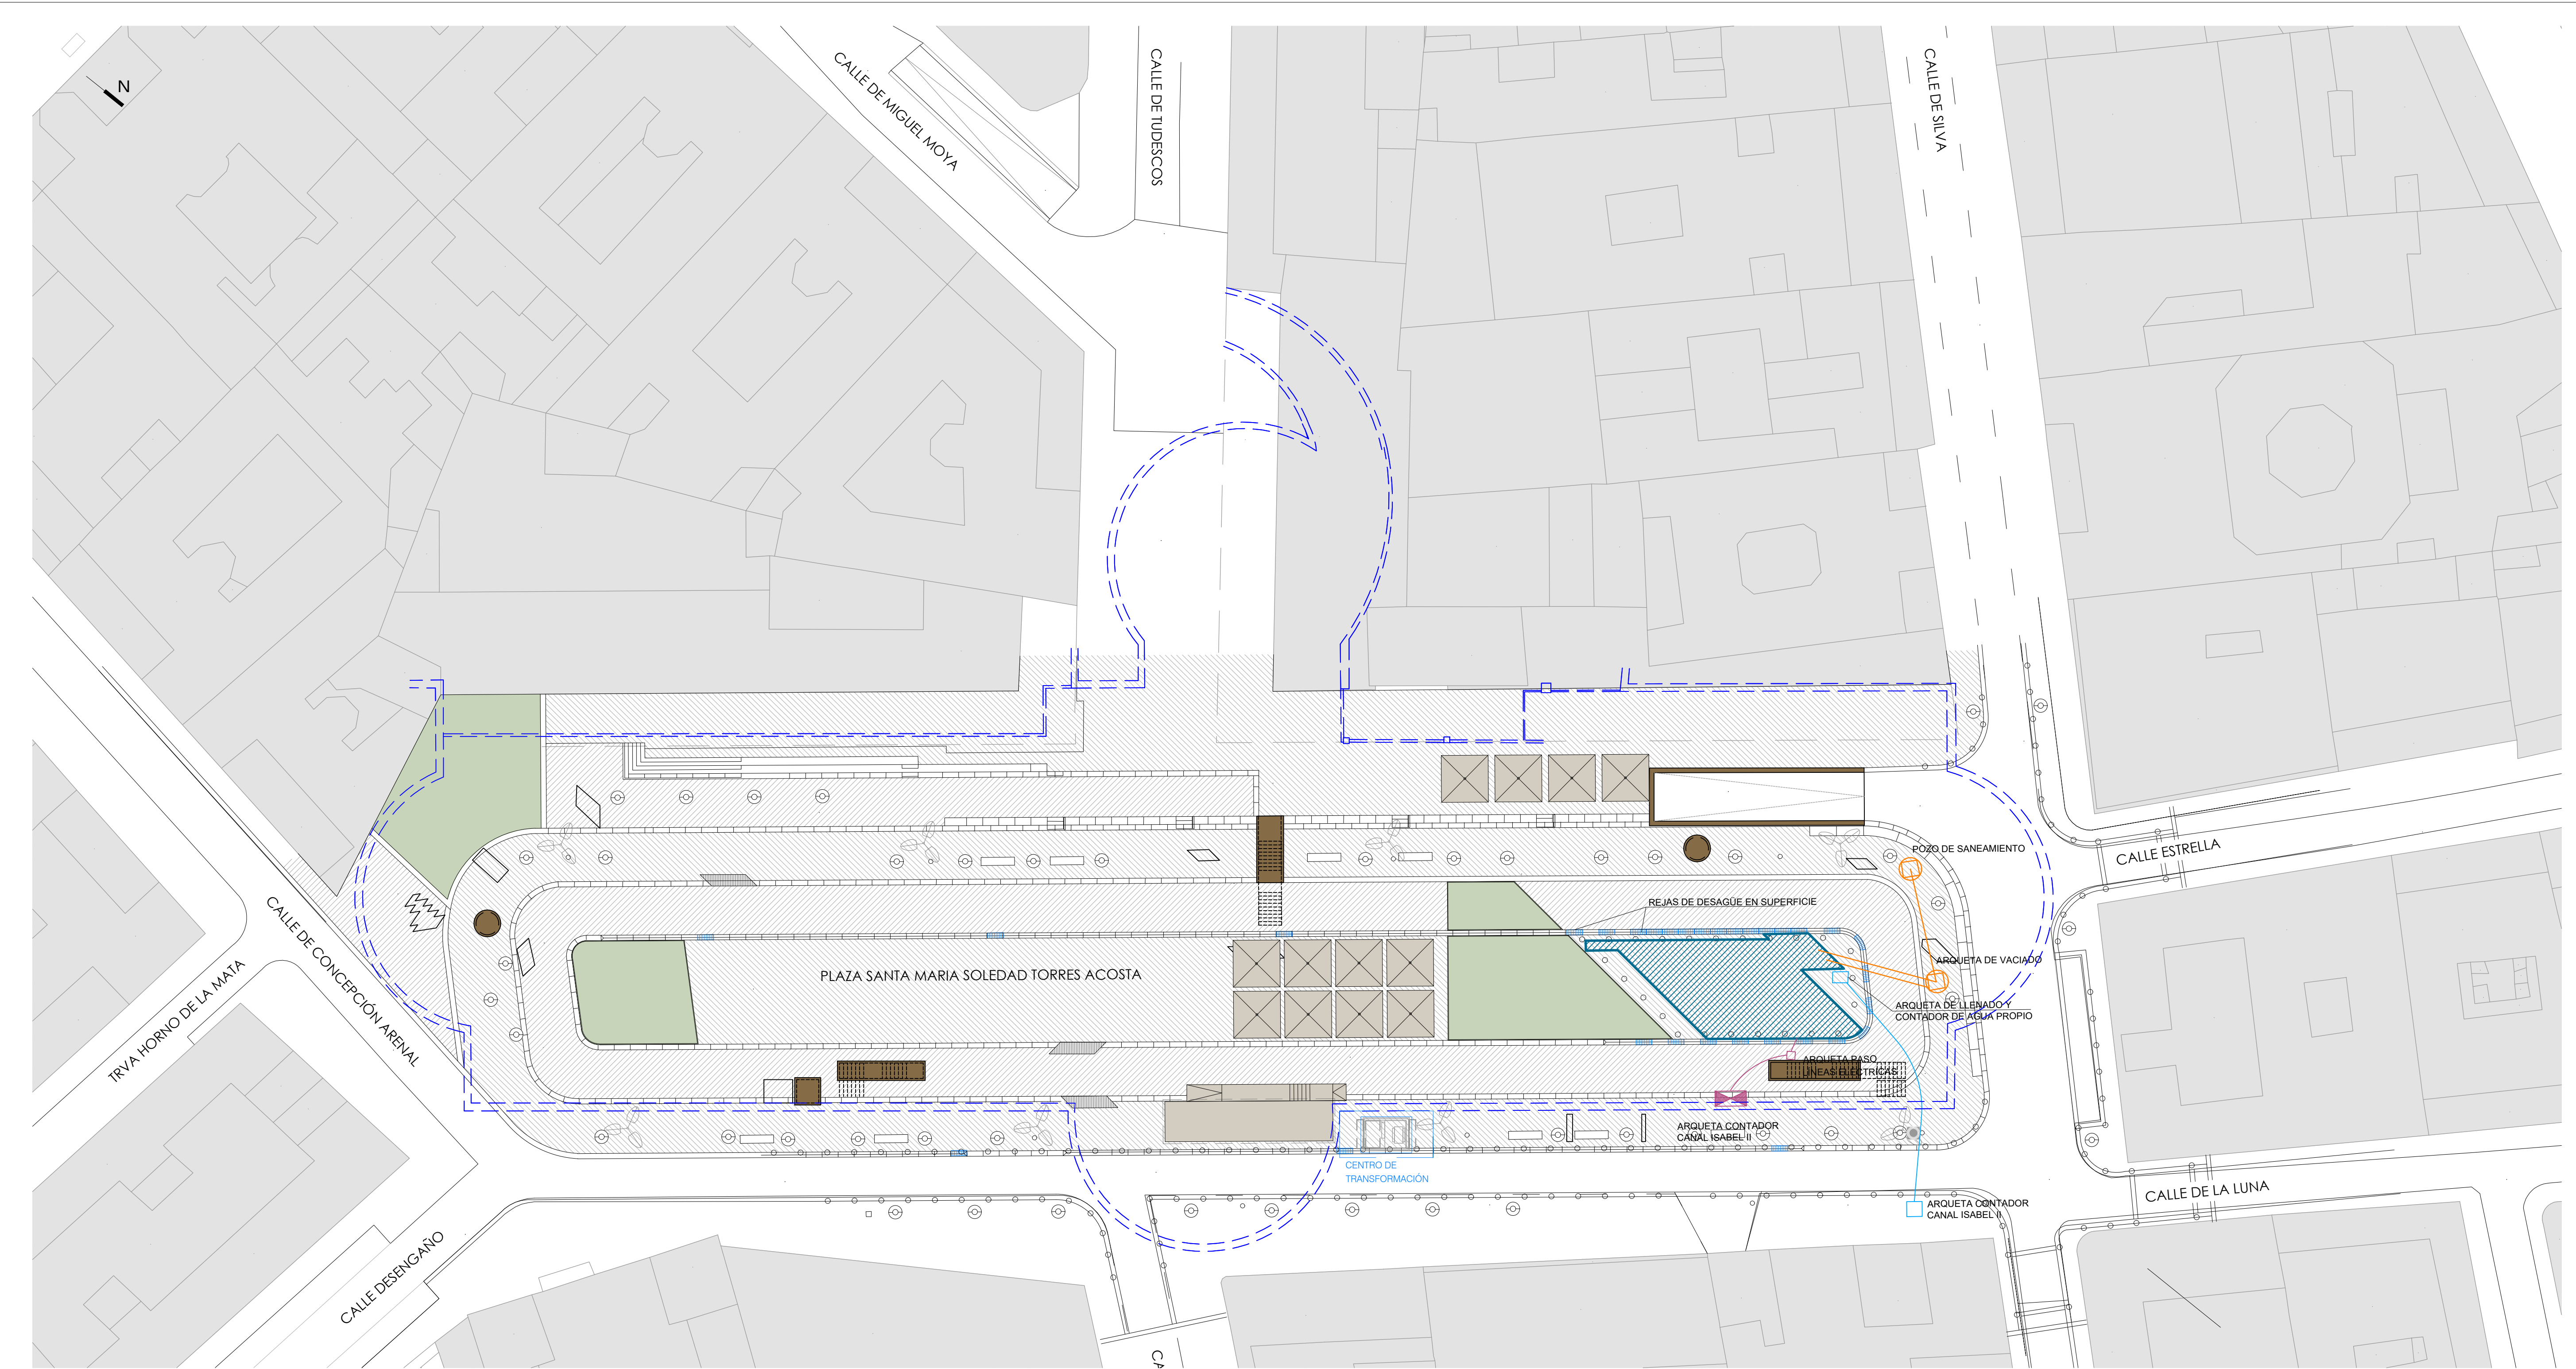 N
CALLE DE MIGUEL MOYA
CALLE DE TUDESCOS
CALLE DE SILVA
POZO DE SANEAMIENTO
CALLE ESTRELLA
REJAS DE DESAGÜE EN SUPERFICIE
CALLE DE CONCEPCIÓN ARENAL
TRVA HORNO DE LA MATA
PLAZA SANTA MARIA SOLEDAD TORRES ACOSTA
ARQUETA DE VACIADO
ARQUETA DE LLENADO Y
CONTADOR DE AGUA PROPIO
ARQUETA PASO
LINEAS ELECTRICAS
ARQUETA CONTADOR
CANAL ISABEL II
CENTRO DE
TRANSFORMACIÓN
CALLE DE LA LUNA
ARQUETA CONTADOR
CANAL ISABEL II
CALLE DESENGAÑO
CA